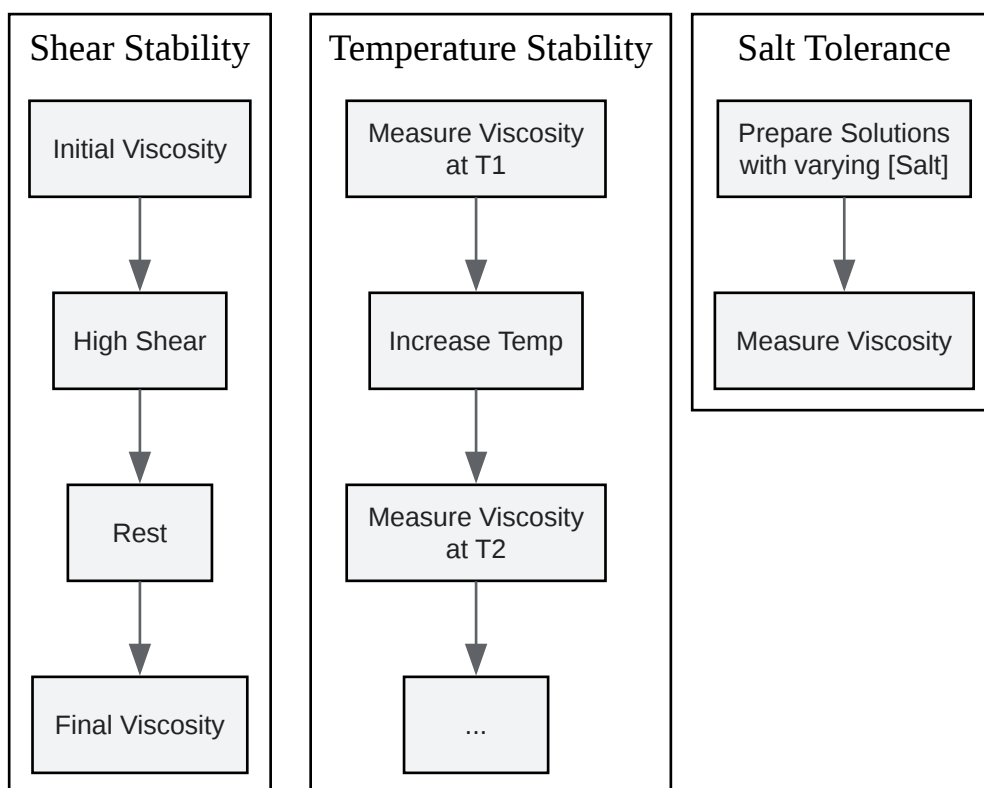 Shear Stability
Initial Viscosity
High Shear
Rest
Final Viscosity
Temperature Stability
Measure Viscosity
at T1
Increase Temp
Measure Viscosity
at T2
...
Salt Tolerance
Prepare Solutions
with varying [Salt]
Measure Viscosity